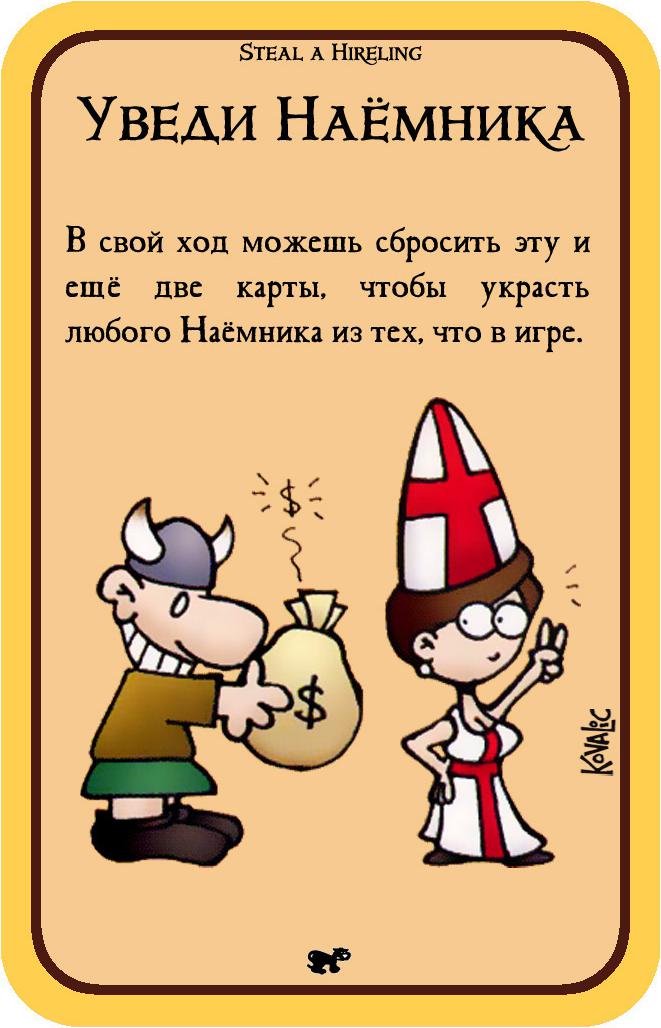 Steal a Hireling
Уведи Наёмника
В свой ход можешь сбросить эту и
ещё две карты, чтобы украсть
любого Наёмника из тех, что в игре.
$
$
KOVALIC